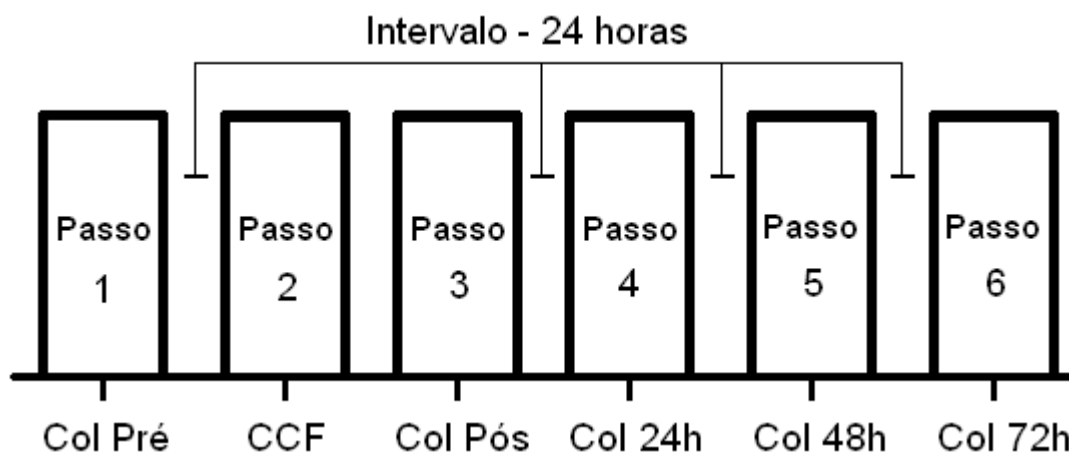 Intervalo - 24 horas
Passo Passo Passo Passo Passo Passo
1 2 3 4 5 6
Col Pré CCF Col Pós Col 24h Col 48h Col 72h